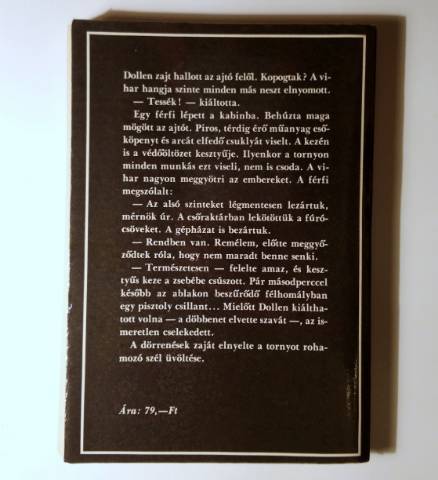 Dollen zajt hallott az ajtó felől. Kopogtak? A vi-
har hangja szinte minden más neszt elnyomott.
— Tessék! — kiáltotta.
Egy férfi lépett a kabinba. Behúzta maga
mögött az ajtót. Piros, térdig érő műanyag eső-
köpenyt és arcát elfedő csuklyát viselt. A kezén
is a védőöltözet kesztyűje. Ilyenkor a tornyon
minden munkás ezt viseli, nem is csoda. A vi-
har nagyon meggyötri az embereket. A férfi
megszólalt:
— Az alsó szinteket légmentesen lezártuk,
mérnök úr. A csőraktárban lekötöttük a fúró-
csöveket. A gépházat is bezártuk.
— Rendben van. Remélem, előtte meggyő-
ződtek róla, hogy nem maradt benne senki.
— Természetesen — felelte amaz, és kesz-
tyűs keze a zsebébe csúszott. Pár másodperccel
később az ablakon beszűrődő félhomályban
egy pisztoly csillant... Mielőtt Dollen kiálthа-
tott volna — a döbbenet elvette szavát —, az is-
meretlen cselekedett.
A dörrenések zaját elnyelte a tornyot roha-
mozó szél üvöltése.
Ára: 79,—Ft